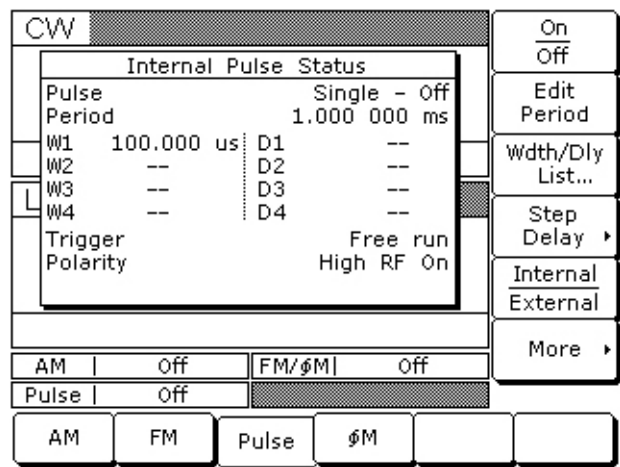 CW
Internal Pulse Status
Pulse Single - Off
Period 1.000 000 ms
W1 100.000 us D1 --
W2 -- D2 --
W3 -- D3 --
W4 -- D4 --
Trigger Free run
Polarity High RF On
L
AM | Off FM/ϕM| Off
Pulse | Off
On
Off
Edit
Period
Wdth/Dly
List...
Step
Delay
Internal
External
More
AM FM Pulse ϕM